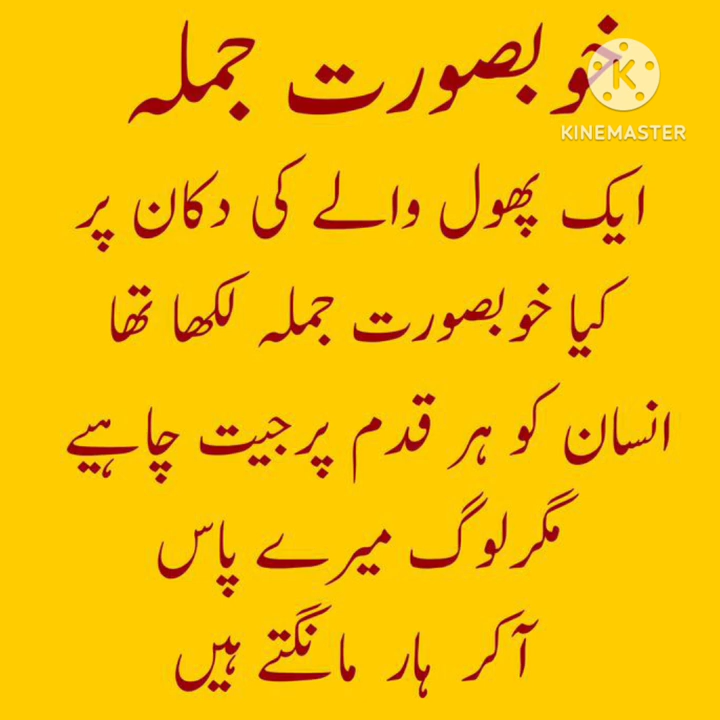 خوبصورت جملہ
KINEMASTER
ایک پھول والے کی دکان پر
کیا خوبصورت جملہ لکھا تھا
انسان کو ہر قدم پر جیت چاہیے
مگر لوگ میرے پاس
آکر ہار مانگتے ہیں